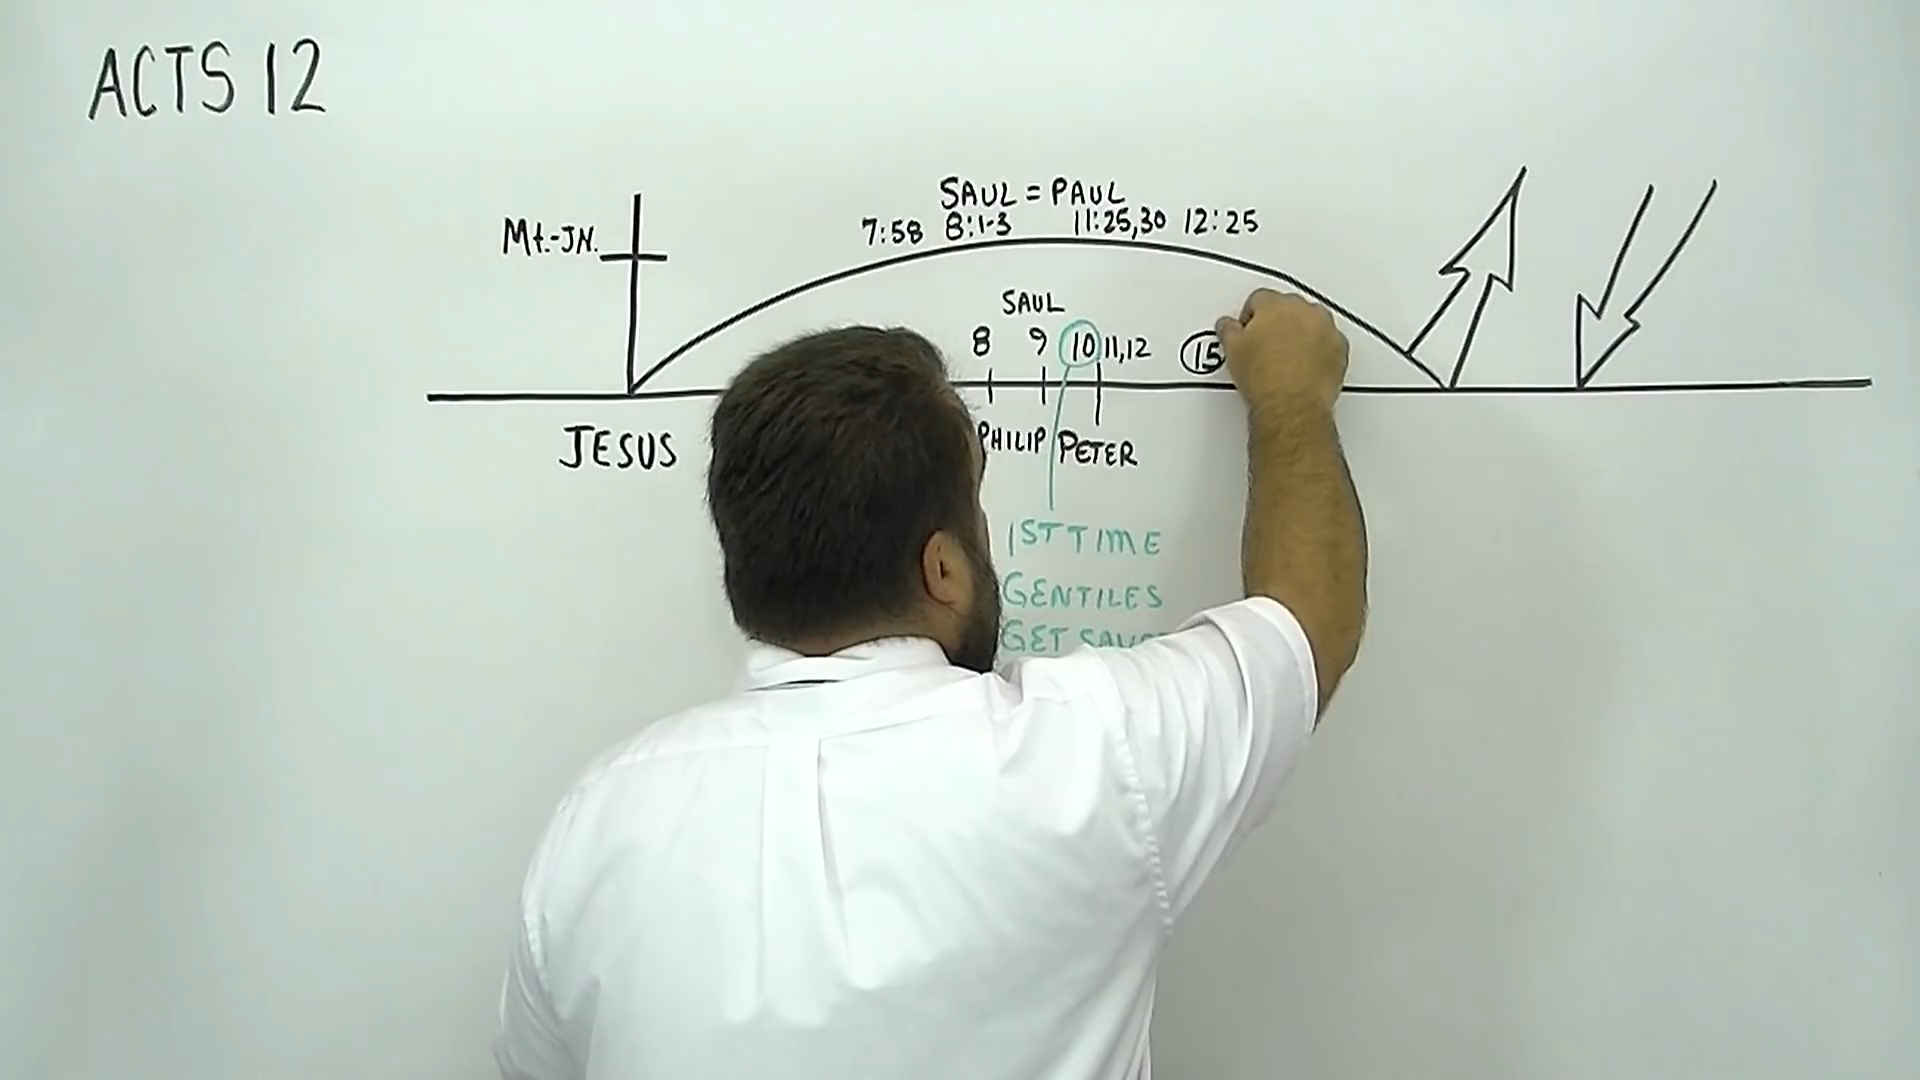 ACTS 12
SAUL = PAUL
7:58 8:1-3 11:25,30 12:25
Mt.-JN.
SAUL
8 9 10 11,12 15
JESUS PHILIP PETER
1ST TIME
GENTILES
GET